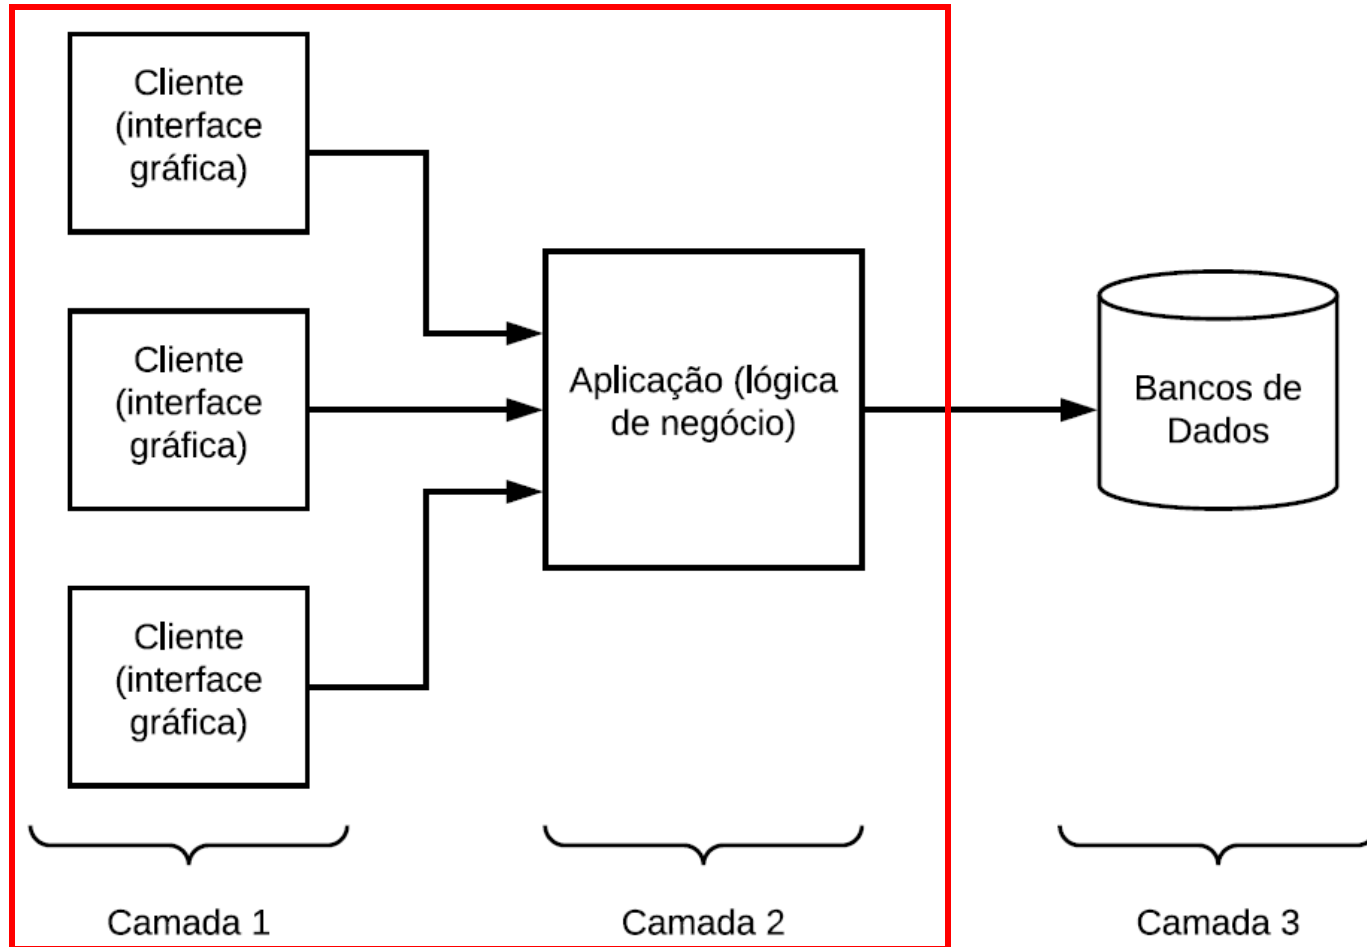 Cliente
(interface
gráfica)
Cliente
(interface
gráfica)
Cliente
(interface
gráfica)
Aplicação (lógica
de negócio)
Bancos de
Dados
Camada 1
Camada 2
Camada 3